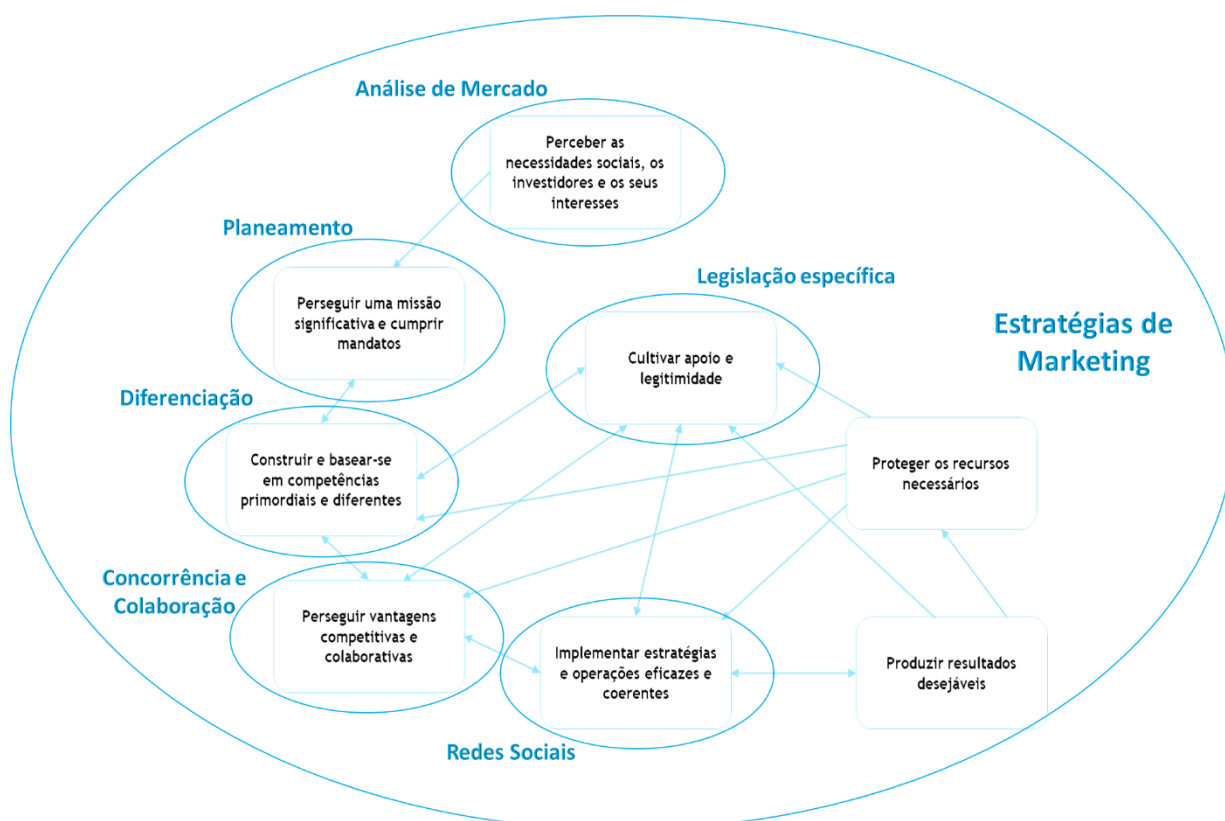 Análise de Mercado
Perceber as
necessidades sociais, os
investidores e os seus
interesses
Planeamento
Perseguir uma missão
significativa e cumprir
mandatos
Legislação específica
Cultivar apoio e
legitimidade
Estratégias de
Marketing
Diferenciação
Construir e basear-se
em competências
primordiais e diferentes
Proteger os recursos
necessários
Concorrência e
Colaboração
Perseguir vantagens
competitivas e
colaborativas
Implementar estratégias
e operações eficazes e
coerentes
Produzir resultados
desejáveis
Redes Sociais